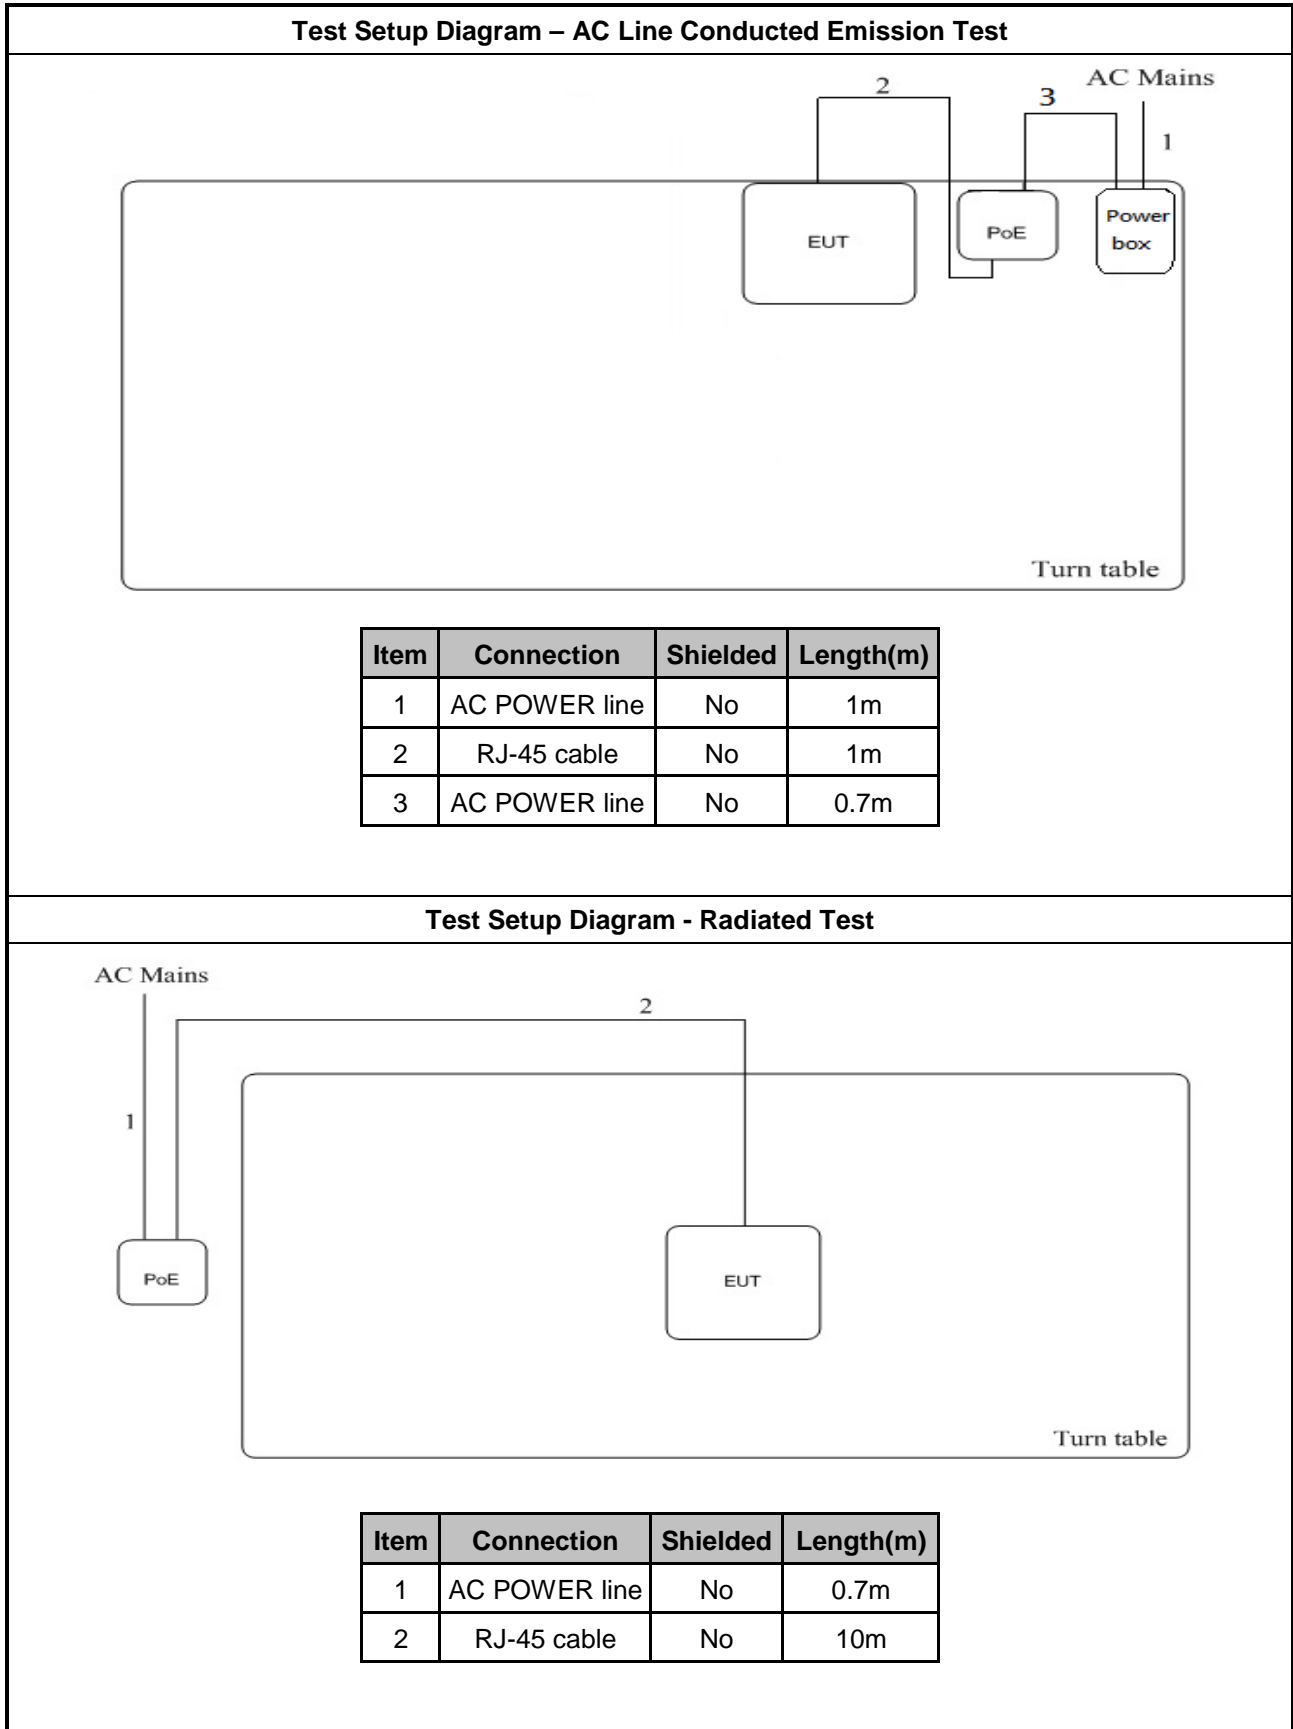 Test Setup Diagram – AC Line Conducted Emission Test
AC Mains
2
3
1
EUT
PoE
Power
box
Turn table
Item Connection Shielded Length(m)
1 AC POWER line No 1m
2 RJ-45 cable No 1m
3 AC POWER line No 0.7m
Test Setup Diagram - Radiated Test
AC Mains
2
1
PoE
EUT
Turn table
Item Connection Shielded Length(m)
1 AC POWER line No 0.7m
2 RJ-45 cable No 10m